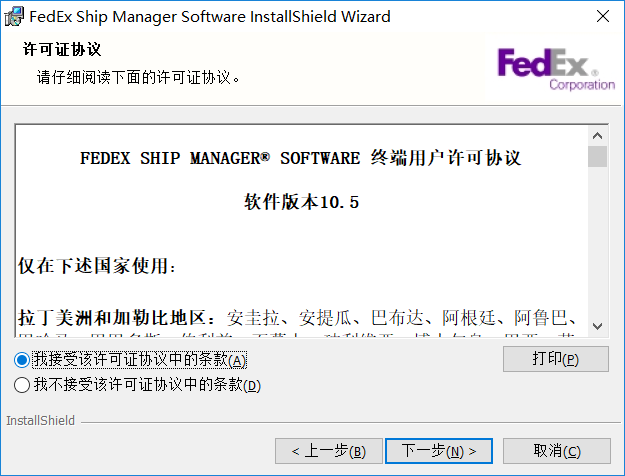 FedEx Ship Manager Software InstallShield Wizard
许可证协议
请仔细阅读下面的许可证协议。
FedEx®
Corporation
FEDEX SHIP MANAGER® SOFTWARE 终端用户许可协议
软件版本10.5
仅在下述国家使用：
拉丁美洲和加勒比地区：安圭拉、安提瓜、巴布达、阿根廷、阿鲁巴、
我接受该许可证协议中的条款(A)
打印(P)
我不接受该许可证协议中的条款(D)
InstallShield
< 上一步(B)
下一步(N) >
取消(C)